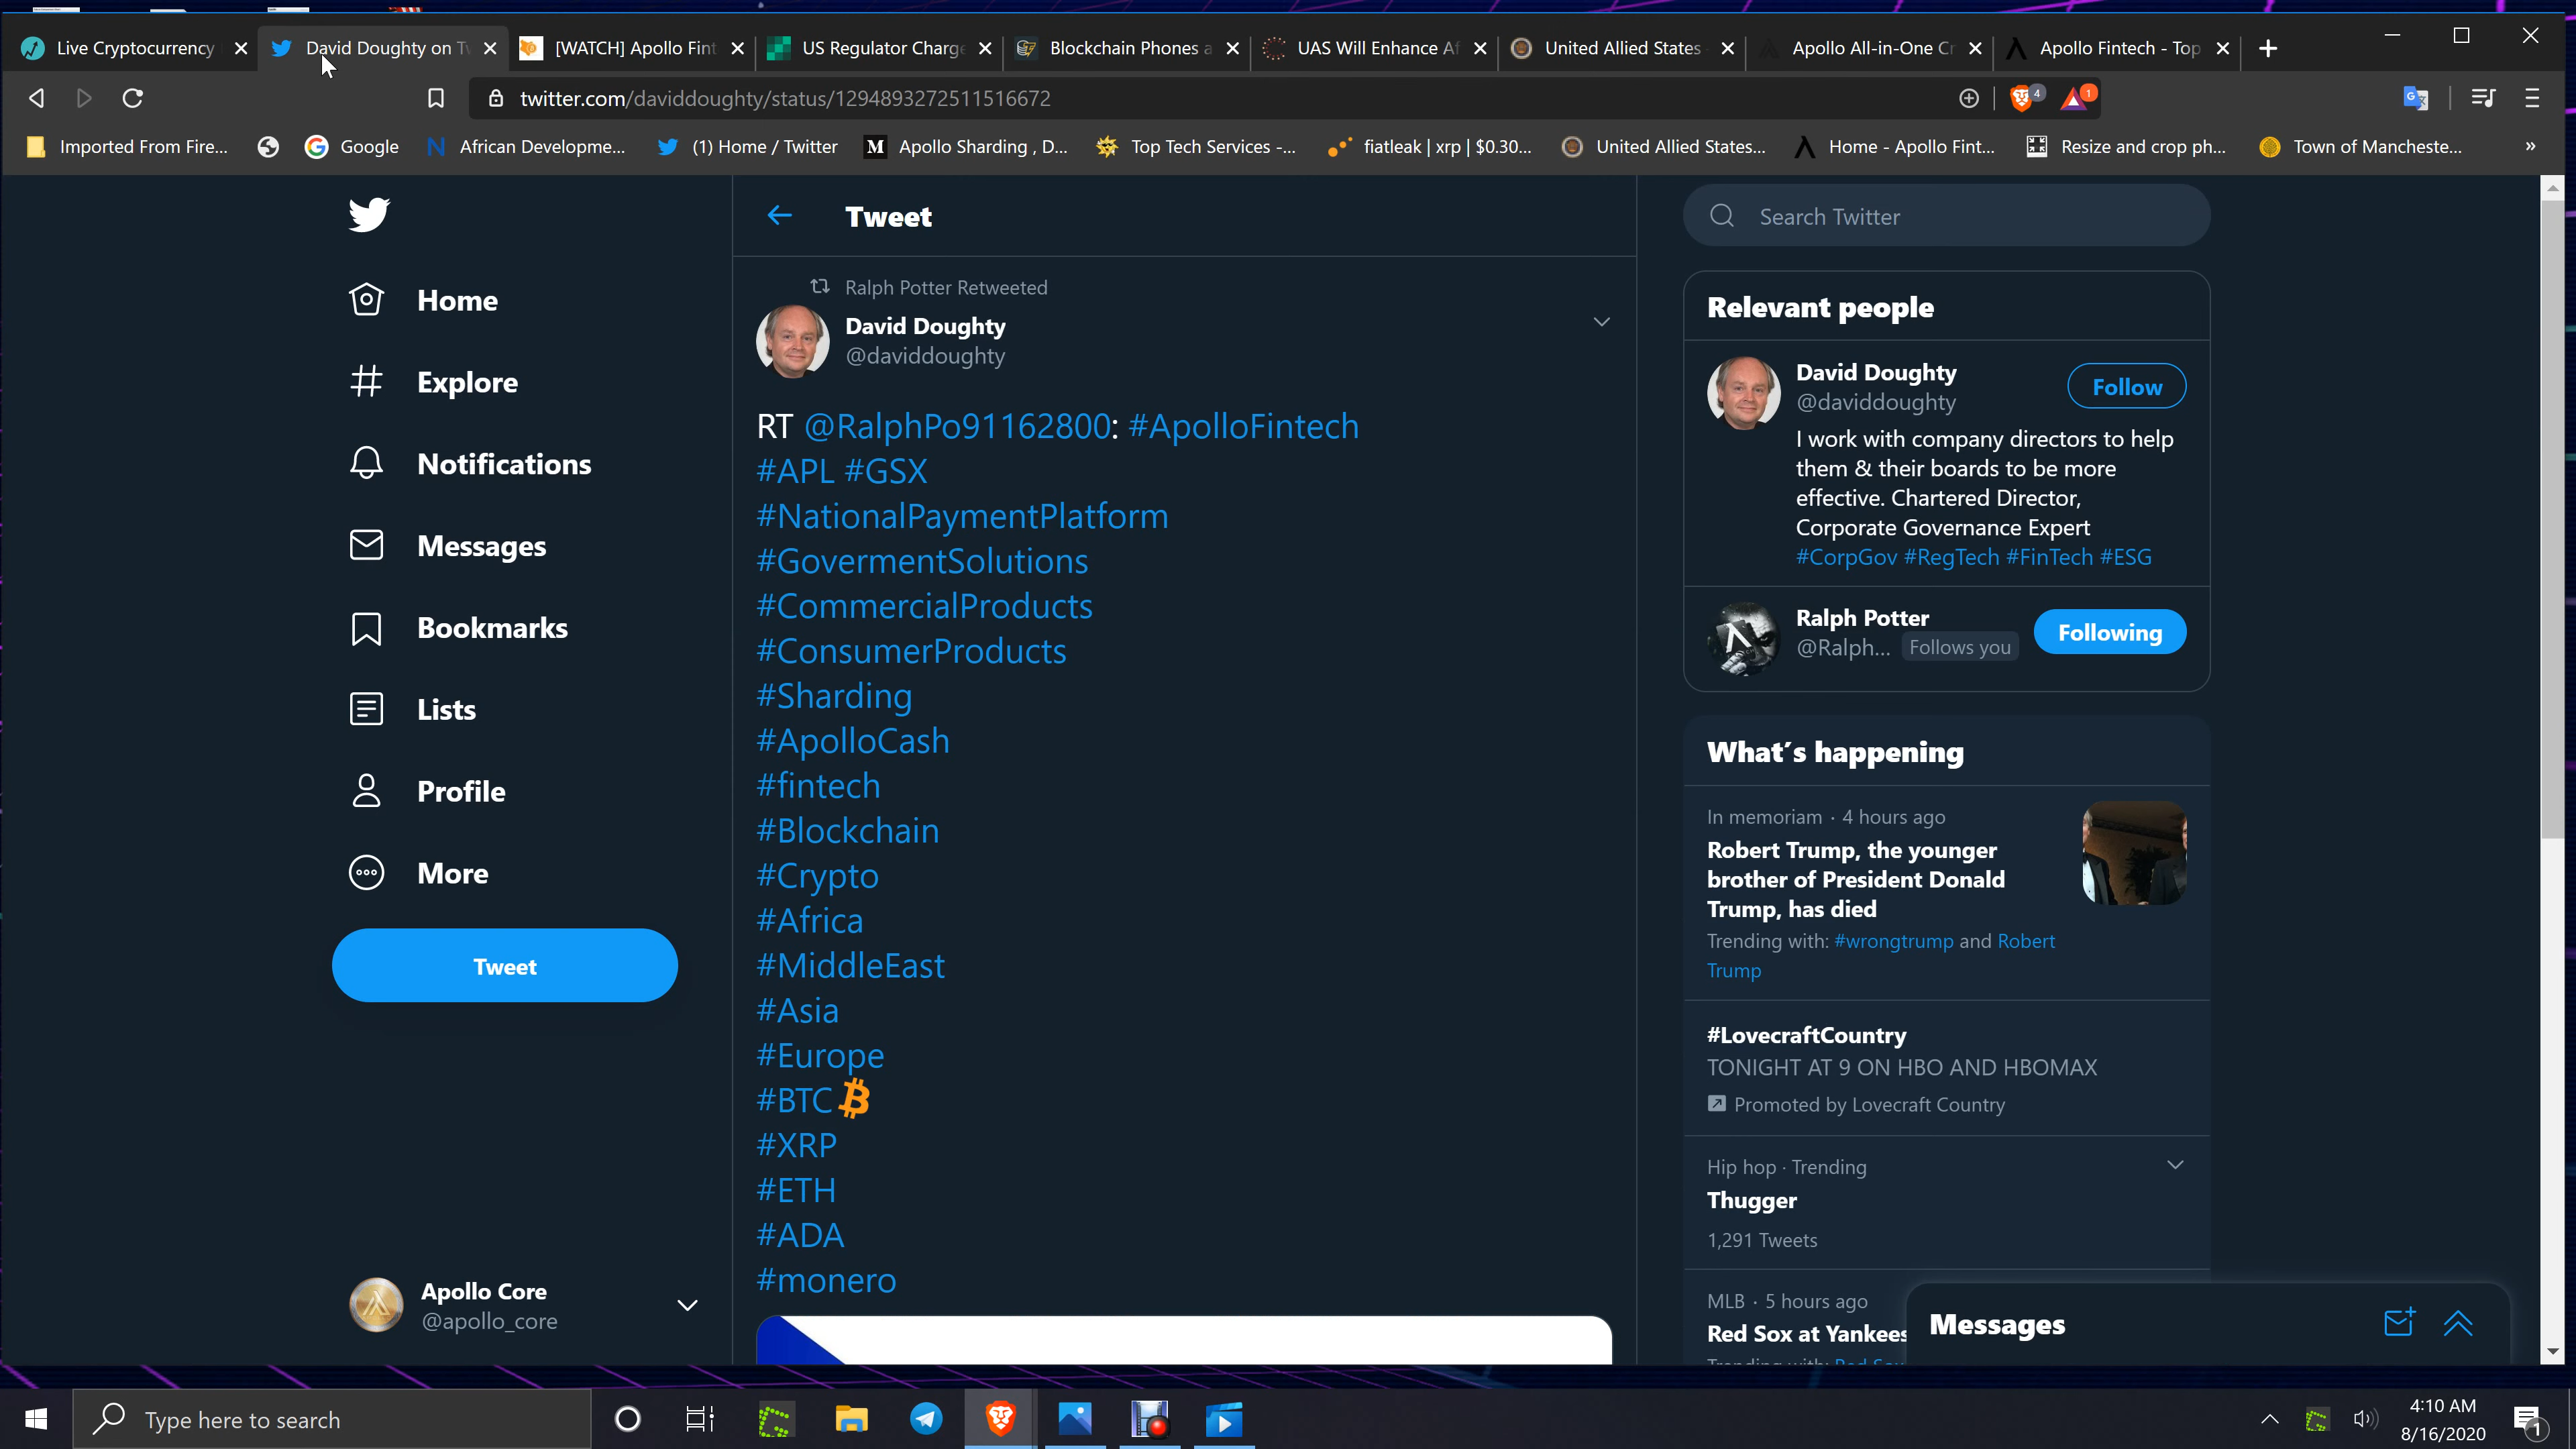 Live Cryptocurrency
David Doughty on Tw
[WATCH] Apollo Fint
US Regulator Charge
Blockchain Phones a
UAS Will Enhance Af
United Allied States
Apollo All-in-One Cr
Apollo Fintech - Top
twitter.com/daviddoughty/status/1294893272511516672
4
1
Imported From Fire...
Google
African Developme...
(1) Home / Twitter
Apollo Sharding , D...
Top Tech Services -...
fiatleak | xrp | $0.30...
United Allied States...
Home - Apollo Fint...
Resize and crop ph...
Town of Mancheste...
Home
Explore
Notifications
Messages
Bookmarks
Lists
Profile
More
Tweet
Apollo Core
@apollo_core
Tweet
Ralph Potter Retweeted
David Doughty
@daviddoughty
RT @RalphPo91162800: #ApolloFintech
#APL #GSX
#NationalPaymentPlatform
#GovermentSolutions
#CommercialProducts
#ConsumerProducts
#Sharding
#ApolloCash
#fintech
#Blockchain
#Crypto
#Africa
#MiddleEast
#Asia
#Europe
#BTC
#XRP
#ETH
#ADA
#monero
Search Twitter
Relevant people
David Doughty
@daviddoughty
Follow
I work with company directors to help
them & their boards to be more
effective. Chartered Director,
Corporate Governance Expert
#CorpGov #RegTech #FinTech #ESG
Ralph Potter
@Ralph... Follows you
Following
What's happening
In memoriam · 4 hours ago
Robert Trump, the younger
brother of President Donald
Trump, has died
Trending with: #wrongtrump and Robert
Trump
#LovecraftCountry
TONIGHT AT 9 ON HBO AND HBOMAX
Promoted by Lovecraft Country
Hip hop · Trending
Thugger
1,291 Tweets
MLB · 5 hours ago
Red Sox at Yankees
Trending with: Red Sox
Messages
Type here to search
4:10 AM
8/16/2020
1